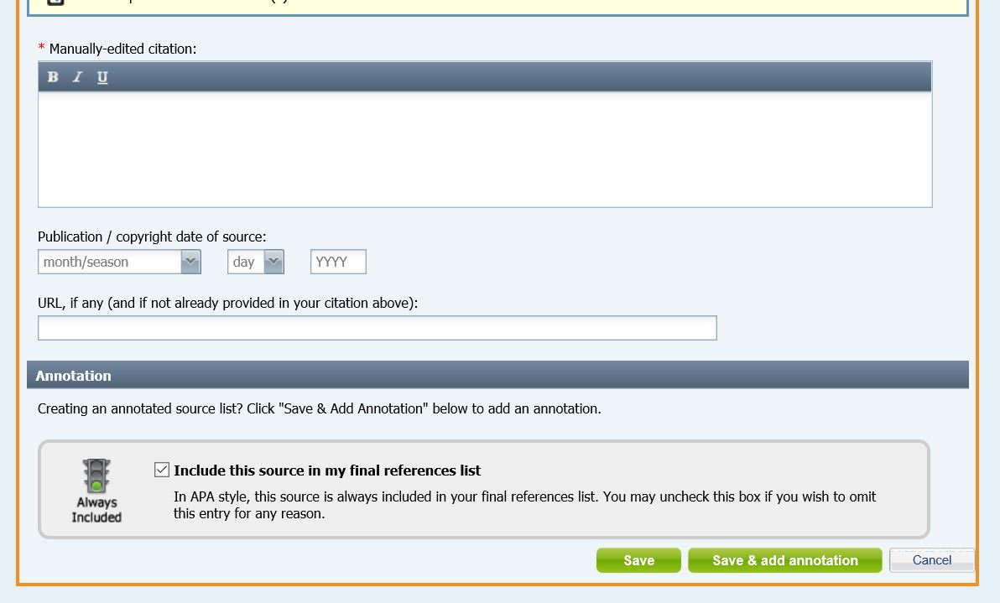 * Manually-edited citation:
B I U
Publication / copyright date of source:
month/season day YYYY
URL, if any (and if not already provided in your citation above):
Annotation
Creating an annotated source list? Click "Save & Add Annotation" below to add an annotation.
Include this source in my final references list
Always
Included
In APA style, this source is always included in your final references list. You may uncheck this box if you wish to omit
this entry for any reason.
Save Save & add annotation Cancel